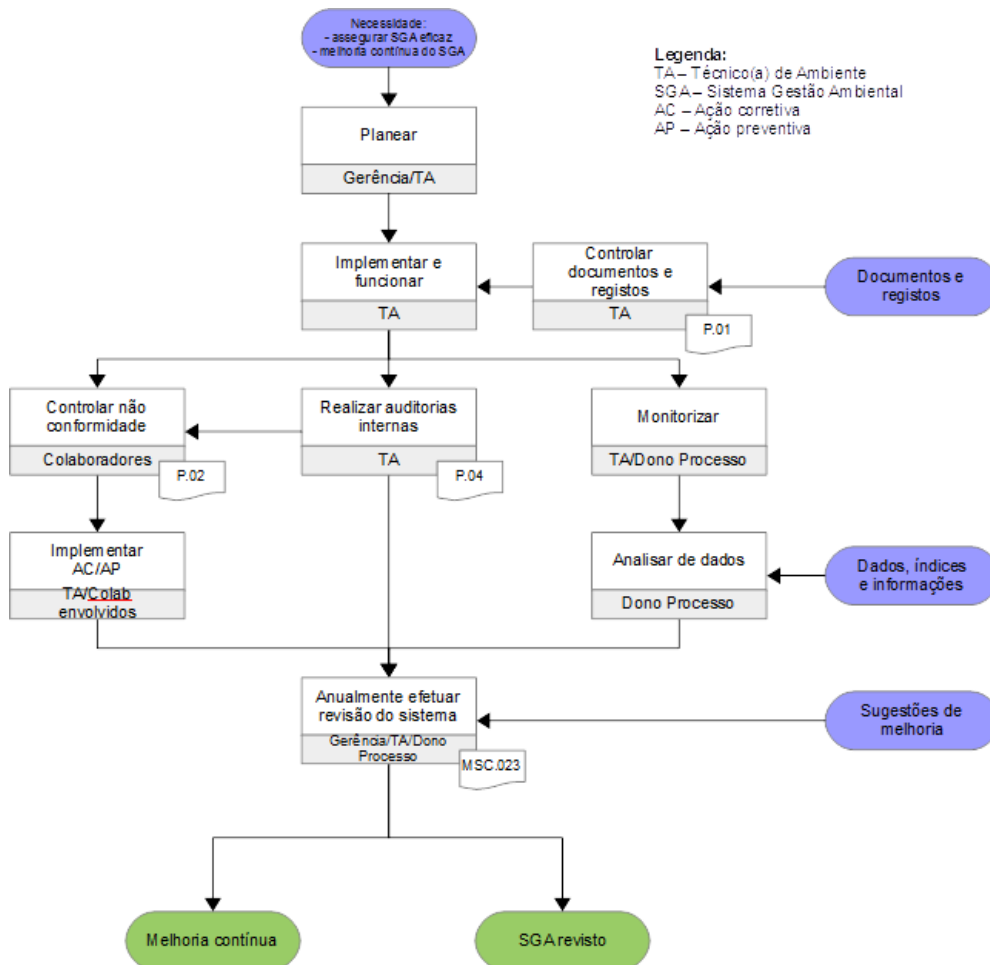 Necessidade:
- assegurar SGA eficaz
- melhoria contínua do SGA
Legenda:
TA – Técnico(a) de Ambiente
SGA – Sistema Gestão Ambiental
AC – Ação corretiva
AP – Ação preventiva
Planear
Gerência/TA
Implementar e
funcionar
TA
Controlar
documentos e
registos
TA
P.01
Documentos e
registos
Controlar não
conformidade
Colaboradores
P.02
Realizar auditorias
internas
TA
P.04
Monitorizar
TA/Dono Processo
Implementar
AC/AP
TA/Colab
envolvidos
Analisar de dados
Dono Processo
Dados, índices
e informações
Anualmente efetuar
revisão do sistema
Gerência/TA/Dono
Processo
MSC.023
Sugestões de
melhoria
Melhoria contínua
SGA revisto